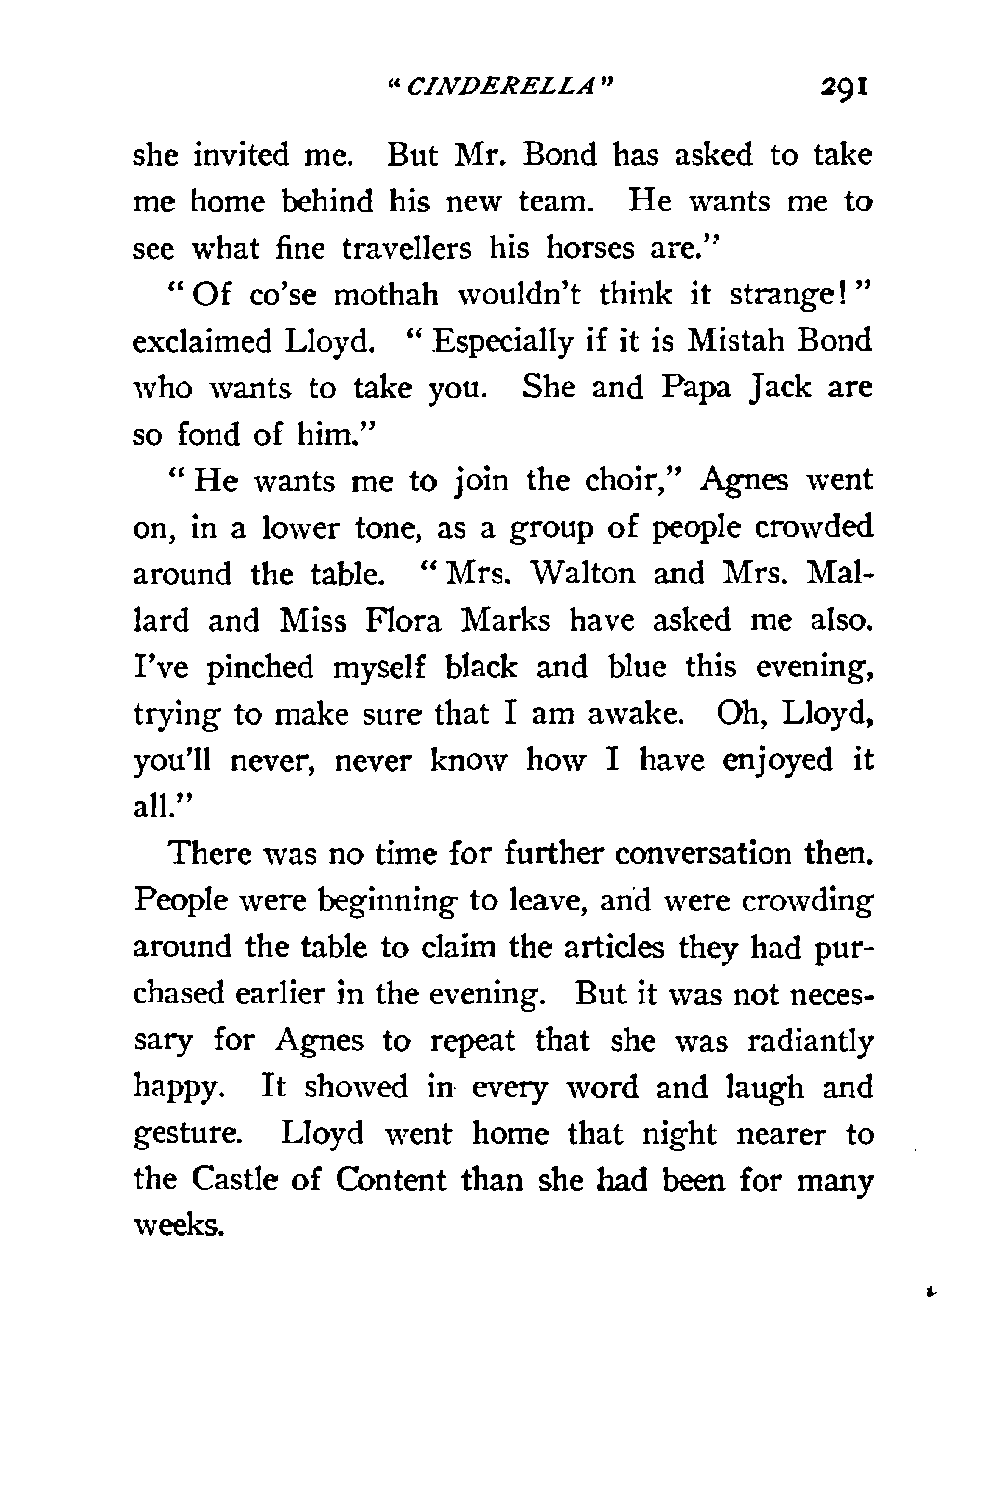 " CINDERELLA " 291
she invited me. But Mr. Bond has asked to take
me home behind his new team. He wants me to
see what fine travellers his horses are."
" Of co'se mothah wouldn't think it strange! "
exclaimed Lloyd. " Especially if it is Mistah Bond
who wants to take you. She and Papa Jack are
so fond of him."
" He wants me to join the choir," Agnes went
on, in a lower tone, as a group of people crowded
around the table. " Mrs. Walton and Mrs. Mal-
lard and Miss Flora Marks have asked me also.
I've pinched myself black and blue this evening,
trying to make sure that I am awake. Oh, Lloyd,
you'll never, never know how I have enjoyed it
all."
There was no time for further conversation then.
People were beginning to leave, and were crowding
around the table to claim the articles they had pur-
chased earlier in the evening. But it was not neces-
sary for Agnes to repeat that she was radiantly
happy. It showed in every word and laugh and
gesture. Lloyd went home that night nearer to
the Castle of Content than she had been for many
weeks.